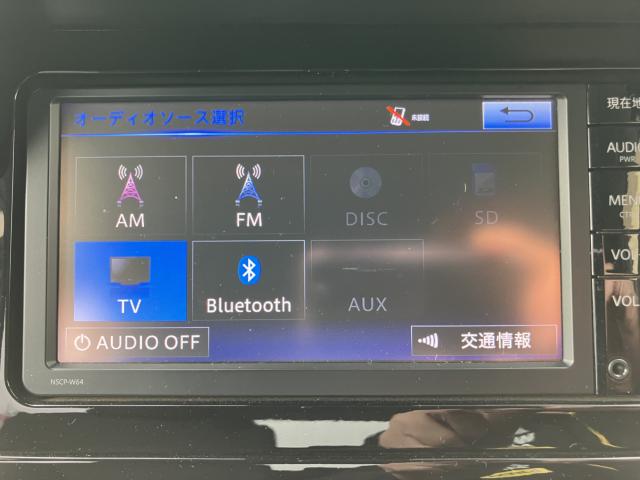 オーディオソース選択
未接続
AM
FM
DISC
SD
TV
Bluetooth
AUX
AUDIO OFF
交通情報
NSCP-W64
現在地
AUDIO
PWR
MENU
VOL
VOL